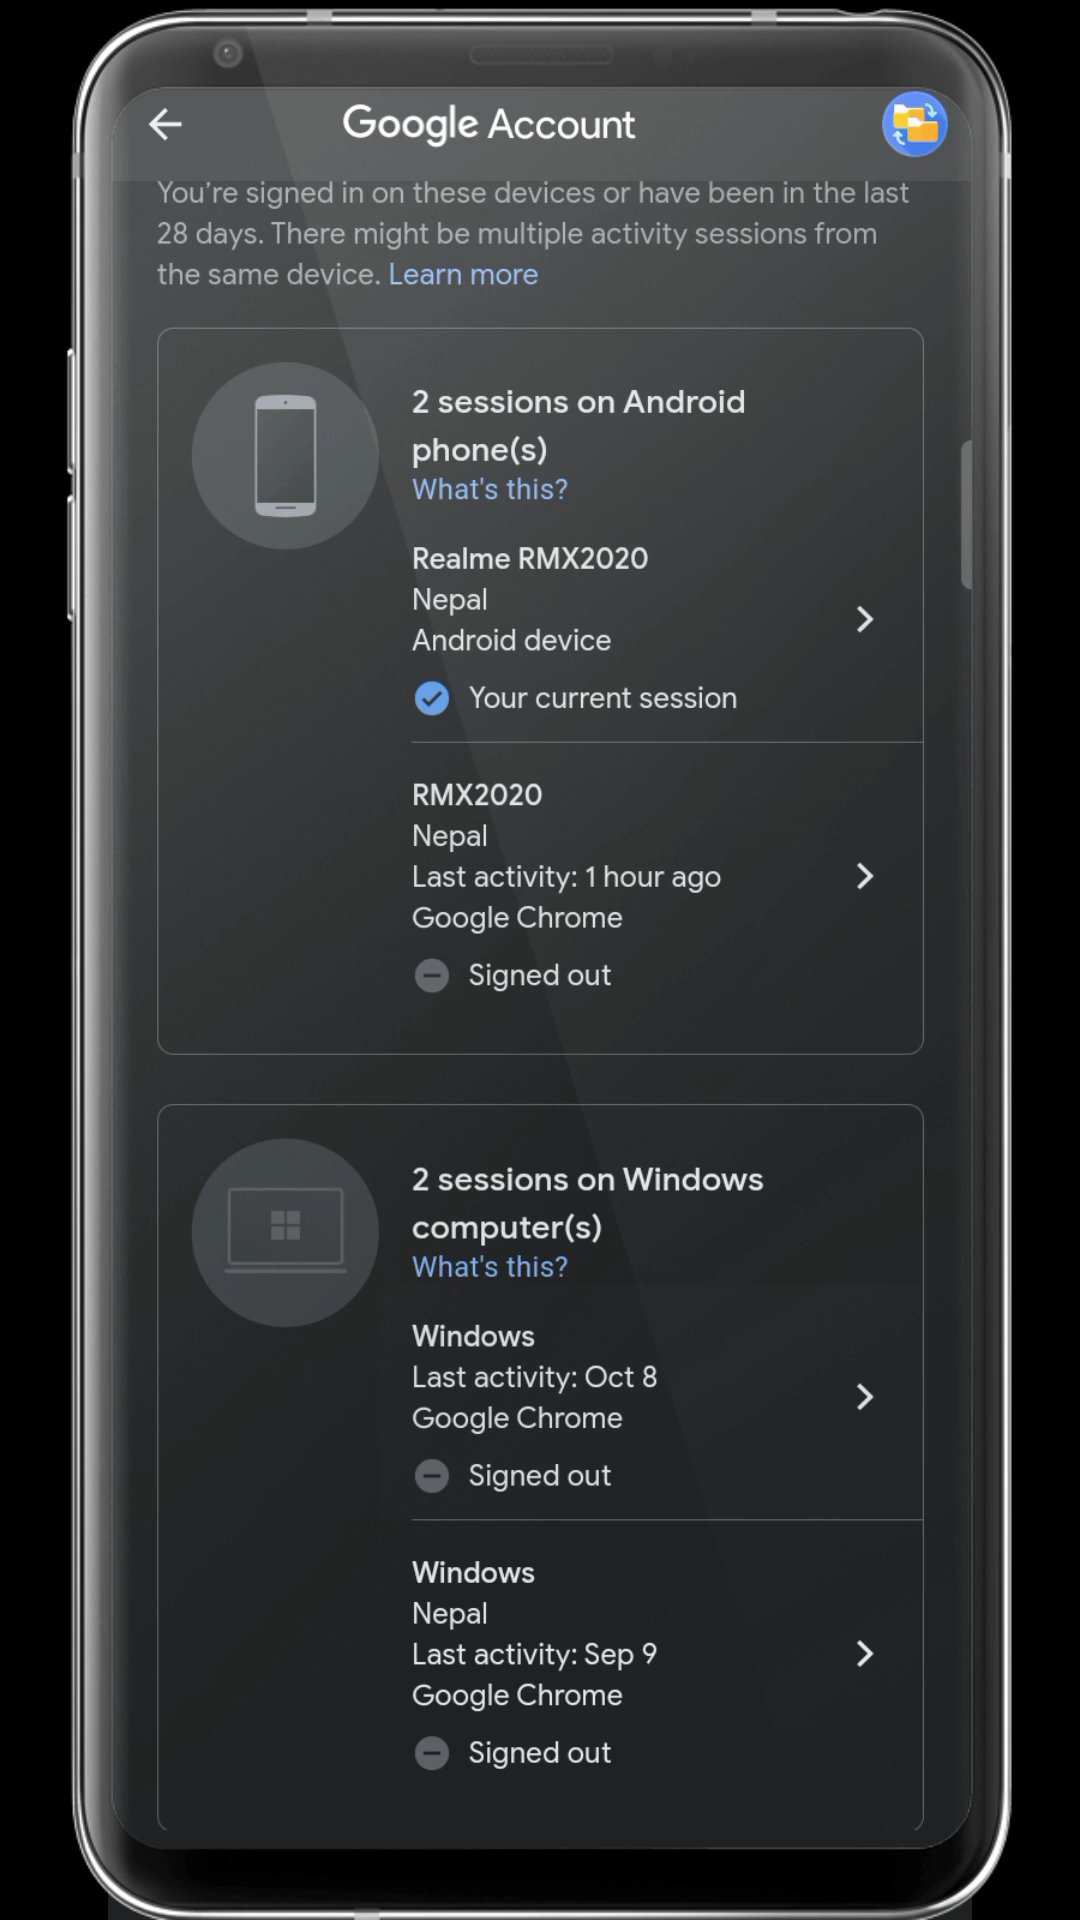 Google Account
You’re signed in on these devices or have been in the last
28 days. There might be multiple activity sessions from
the same device. Learn more
2 sessions on Android
phone(s)
What's this?
Realme RMX2020
Nepal
Android device
Your current session
RMX2020
Nepal
Last activity: 1 hour ago
Google Chrome
Signed out
2 sessions on Windows
computer(s)
What's this?
Windows
Last activity: Oct 8
Google Chrome
Signed out
Windows
Nepal
Last activity: Sep 9
Google Chrome
Signed out